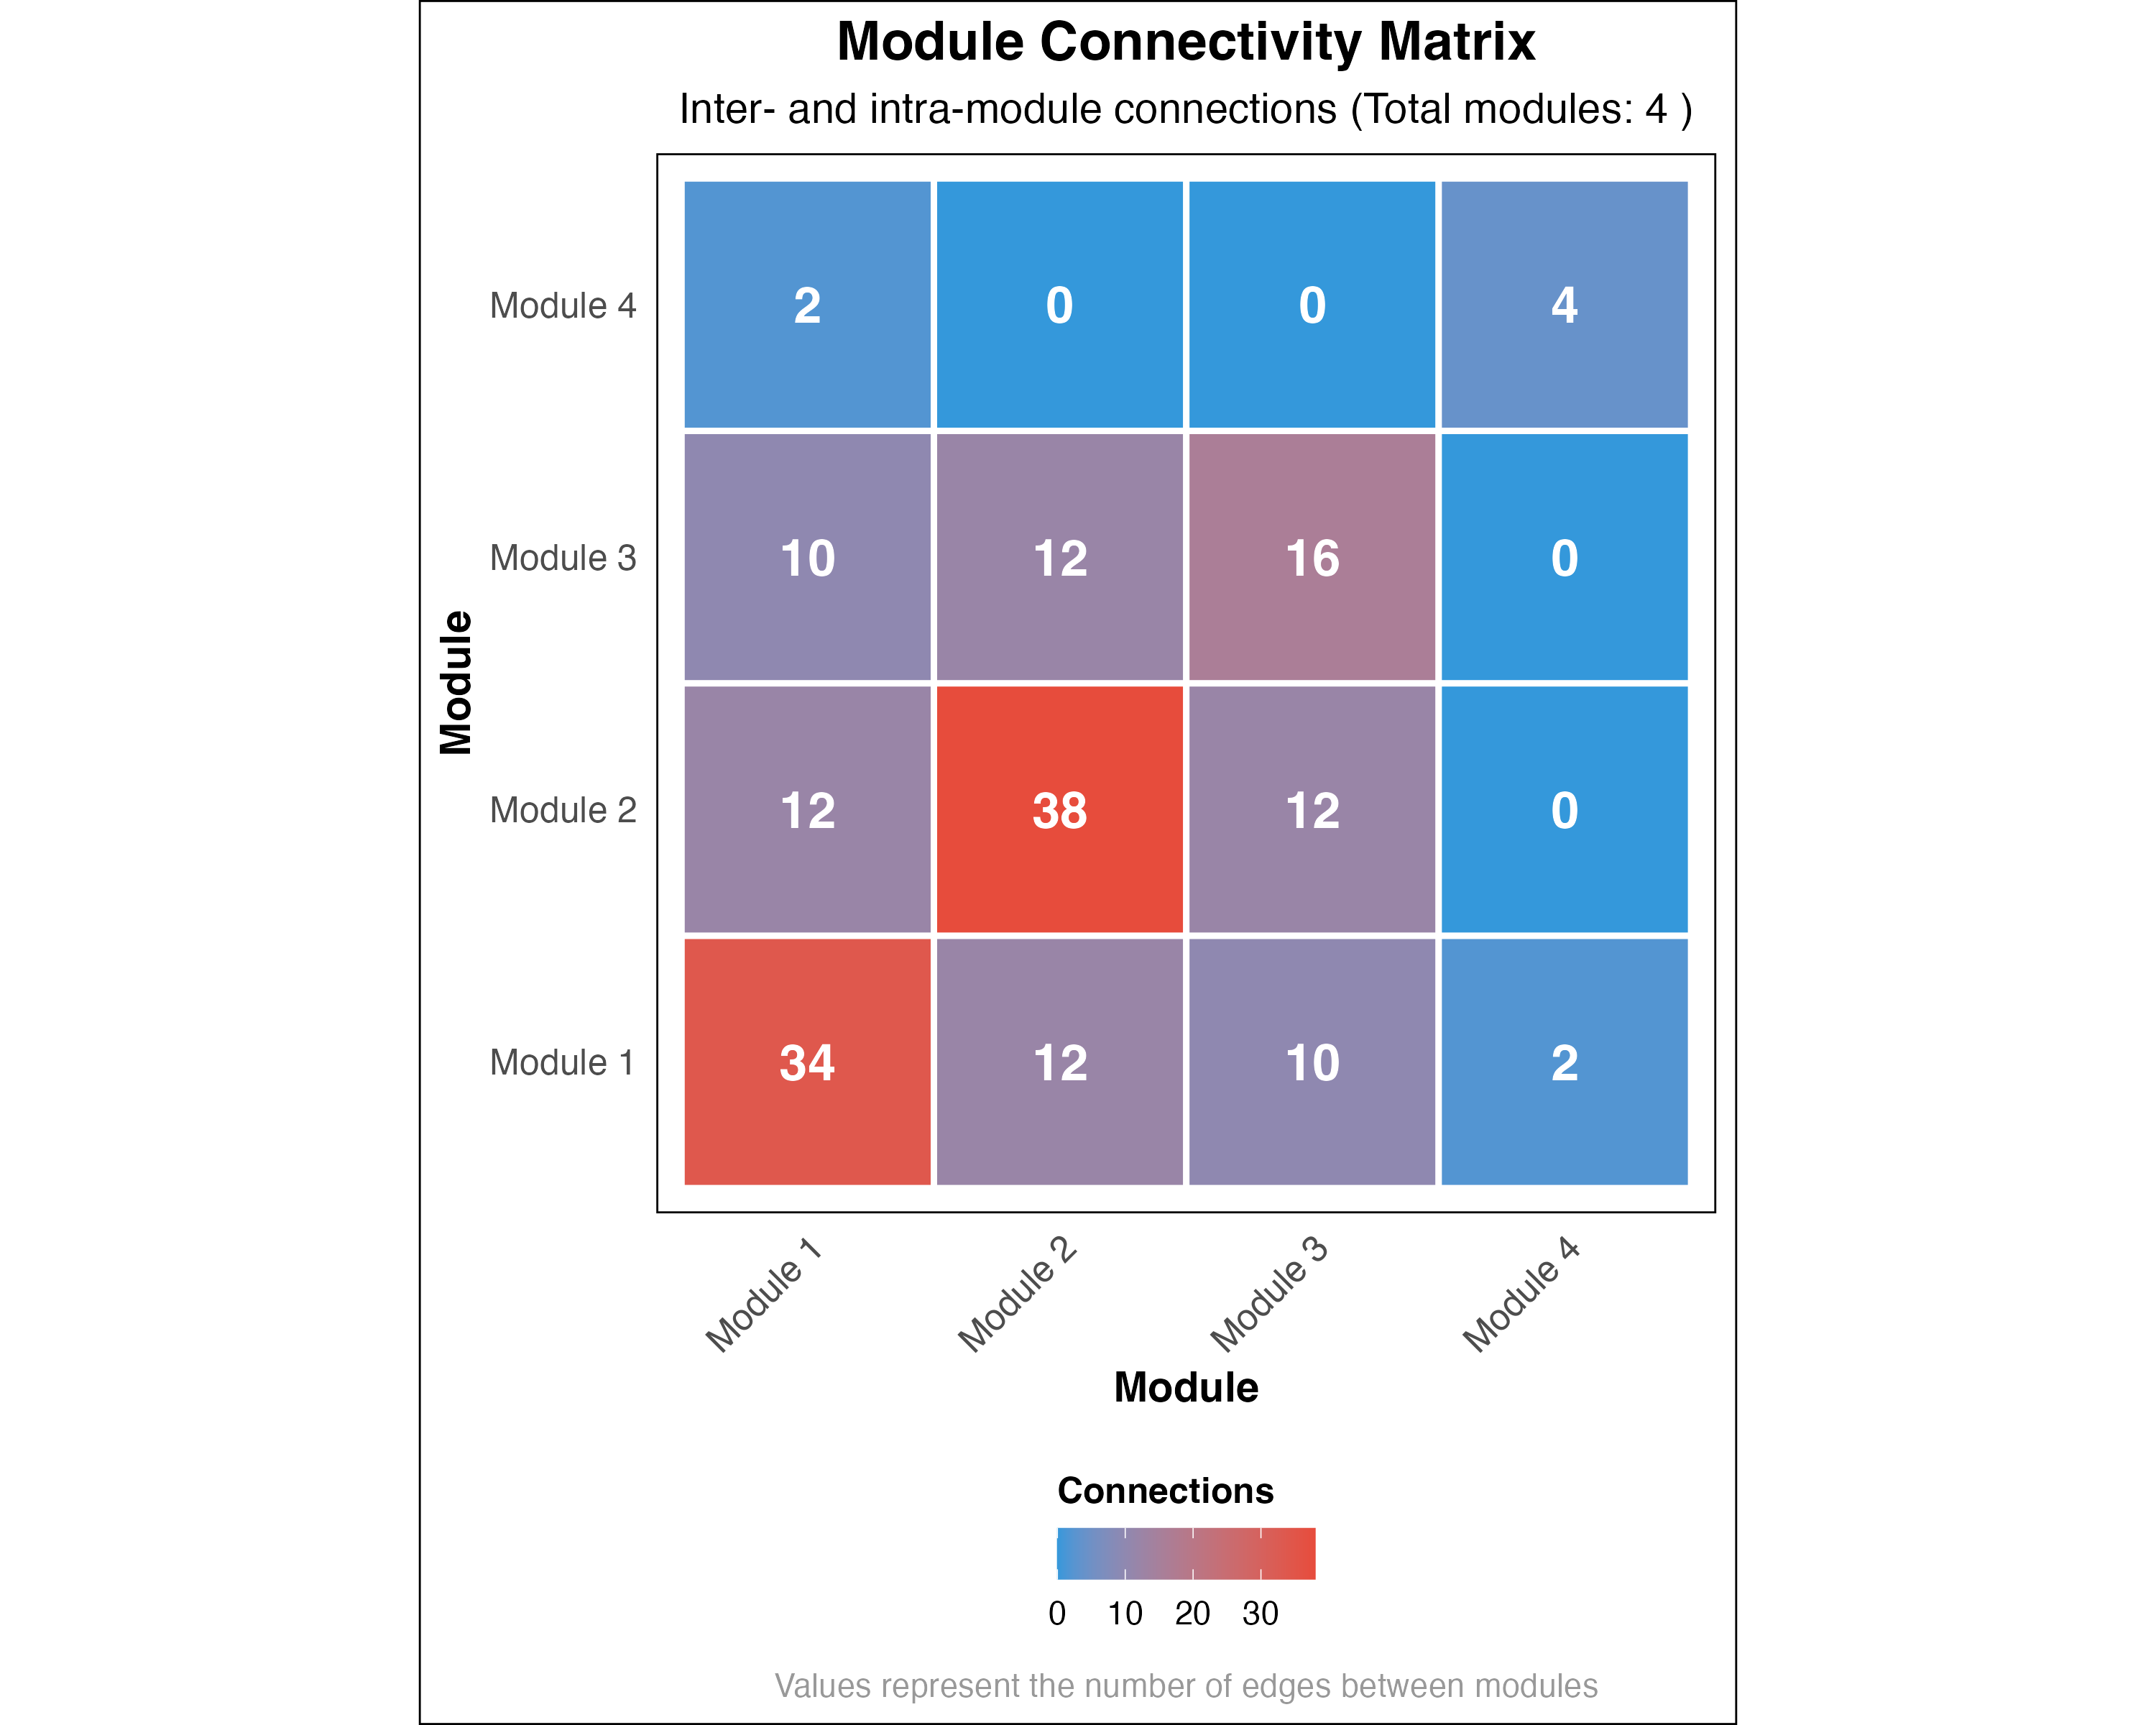 Module Connectivity Matrix
Inter- and intra-module connections (Total modules: 4 )
Module
Module 4
2 0 0 4
Module 3
10 12 16 0
Module 2
12 38 12 0
Module 1
34 12 10 2
Module 1 Module 2 Module 3 Module 4
Module
Connections
0 10 20 30
Values represent the number of edges between modules